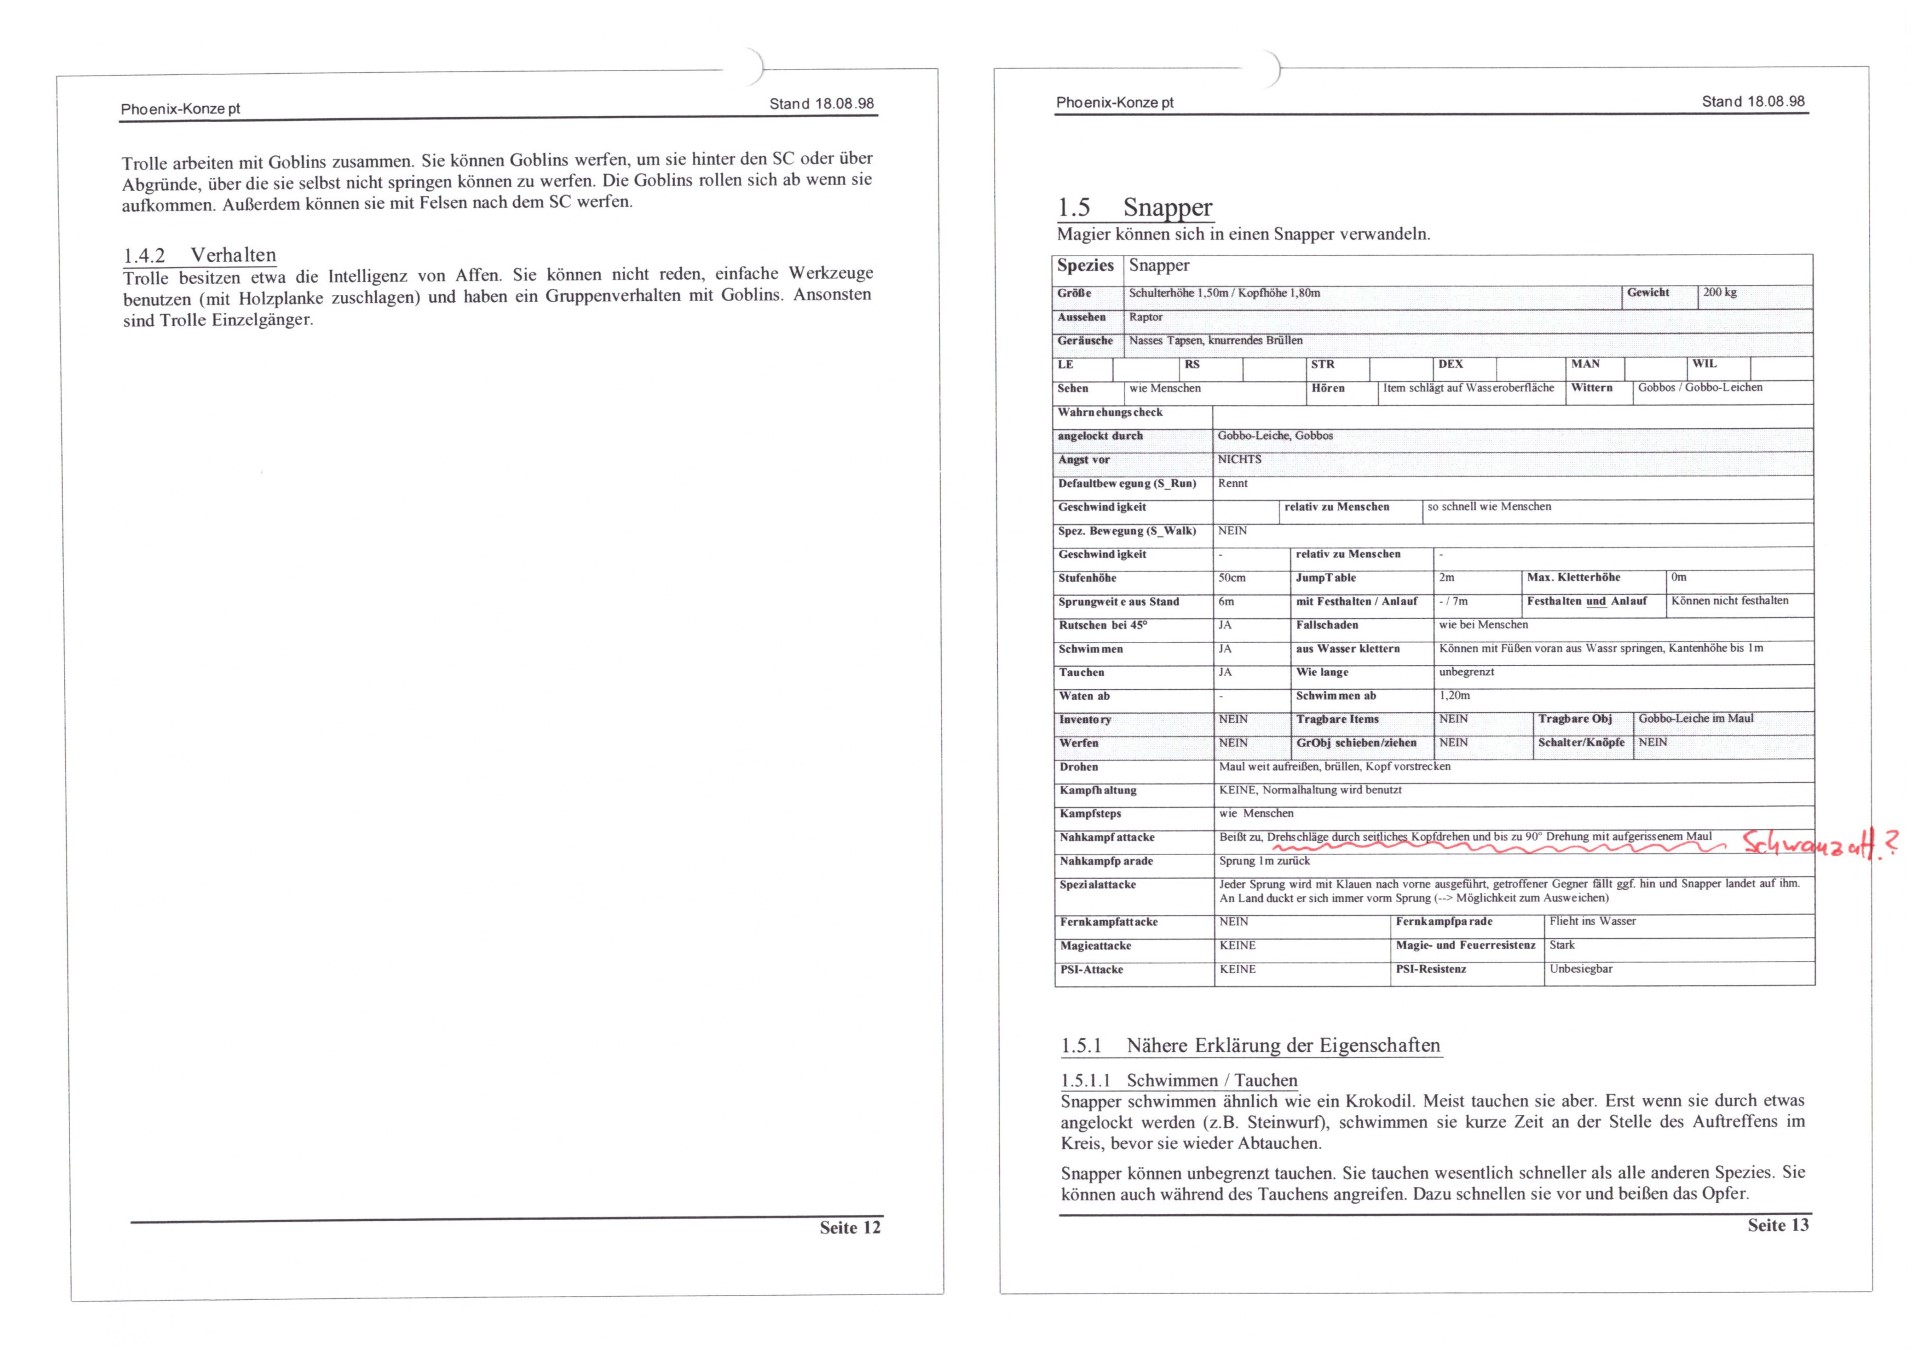 Phoenix-Konzept Stand 18.08.98
Trolle arbeiten mit Goblins zusammen. Sie können Goblins werfen, um sie hinter den SC oder über
Abgründe, über die sie selbst nicht springen können zu werfen. Die Goblins rollen sich ab wenn sie
aufkommen. Außerdem können sie mit Felsen nach dem SC werfen.
1.4.2 Verhalten
Trolle besitzen etwa die Intelligenz von Affen. Sie können nicht reden, einfache Werkzeuge
benutzen (mit Holzplanke zuschlagen) und haben ein Gruppenverhalten mit Goblins. Ansonsten
sind Trolle Einzelgänger.
Seite 12
Phoenix-Konzept Stand 18.08.98
1.5 Snapper
Magier können sich in einen Snapper verwandeln.
Spezies Snapper
Größe Schulterhöhe 1,50m / Kopfhöhe 1,80m Gewicht 200 kg
Aussehen Raptor
Geräusche Nasses Tapsen, knurrendes Brüllen
LE RS STR DEX MAN WIL
Sehen wie Menschen Hören Item schlägt auf Wasseroberfläche Wittern Gobbos / Gobbo-Leichen
Wahrnehungscheck
angelockt durch Gobbo-Leiche, Gobbos
Angst vor NICHTS
Defaultbewegung (S_Run) Rennt
Geschwindigkeit relativ zu Menschen so schnell wie Menschen
Spez. Bewegung (S_Walk) NEIN
Geschwindigkeit - relativ zu Menschen -
Stufenhöhe 50cm JumpTable 2m Max. Kletterhöhe 0m
Sprungweite aus Stand 6m mit Festhalten / Anlauf - / 7m Festhalten und Anlauf Können nicht festhalten
Rutschen bei 45° JA Fallschaden wie bei Menschen
Schwimmen JA aus Wasser klettern Können mit Füßen voran aus Wassr springen, Kantenhöhe bis 1m
Tauchen JA Wie lange unbegrenzt
Waten ab - Schwimmen ab 1,20m
Inventory NEIN Tragbare Items NEIN Tragbare Obj Gobbo-Leiche im Maul
Werfen NEIN GrObj schieben/ziehen NEIN Schalter/Knöpfe NEIN
Drohen Maul weit aufreißen, brüllen, Kopf vorstrecken
Kampfhaltung KEINE, Normalhaltung wird benutzt
Kampfsteps wie Menschen
Nahkampfattacke Beißt zu, Drehschläge durch seitliches Kopfdrehen und bis zu 90° Drehung mit aufgerissenem Maul Schwanzatt.?
Nahkampfparade Sprung 1m zurück
Spezialattacke Jeder Sprung wird mit Klauen nach vorne ausgeführt, getroffener Gegner fällt ggf. hin und Snapper landet auf ihm.
An Land duckt er sich immer vorm Sprung (--> Möglichkeit zum Ausweichen)
Fernkampfattacke NEIN Fernkampfparade Flieht ins Wasser
Magieattacke KEINE Magie- und Feuerresistenz Stark
PSI-Attacke KEINE PSI-Resistenz Unbesiegbar
1.5.1 Nähere Erklärung der Eigenschaften
1.5.1.1 Schwimmen / Tauchen
Snapper schwimmen ähnlich wie ein Krokodil. Meist tauchen sie aber. Erst wenn sie durch etwas
angelockt werden (z.B. Steinwurf), schwimmen sie kurze Zeit an der Stelle des Auftreffens im
Kreis, bevor sie wieder Abtauchen.
Snapper können unbegrenzt tauchen. Sie tauchen wesentlich schneller als alle anderen Spezies. Sie
können auch während des Tauchens angreifen. Dazu schnellen sie vor und beißen das Opfer.
Seite 13